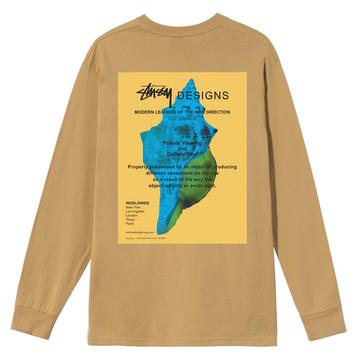 Stüssy DESIGNS
MODERN LEADERS OF THE NEW DIRECTION
Private Viewing
and
Gallery Tour
Property possessed by an object of producing
different sensations on the eye
as a result of the way the
object reflects or emits light.
WORLDWIDE
New York
Los Angeles
London
Tokyo
Paris